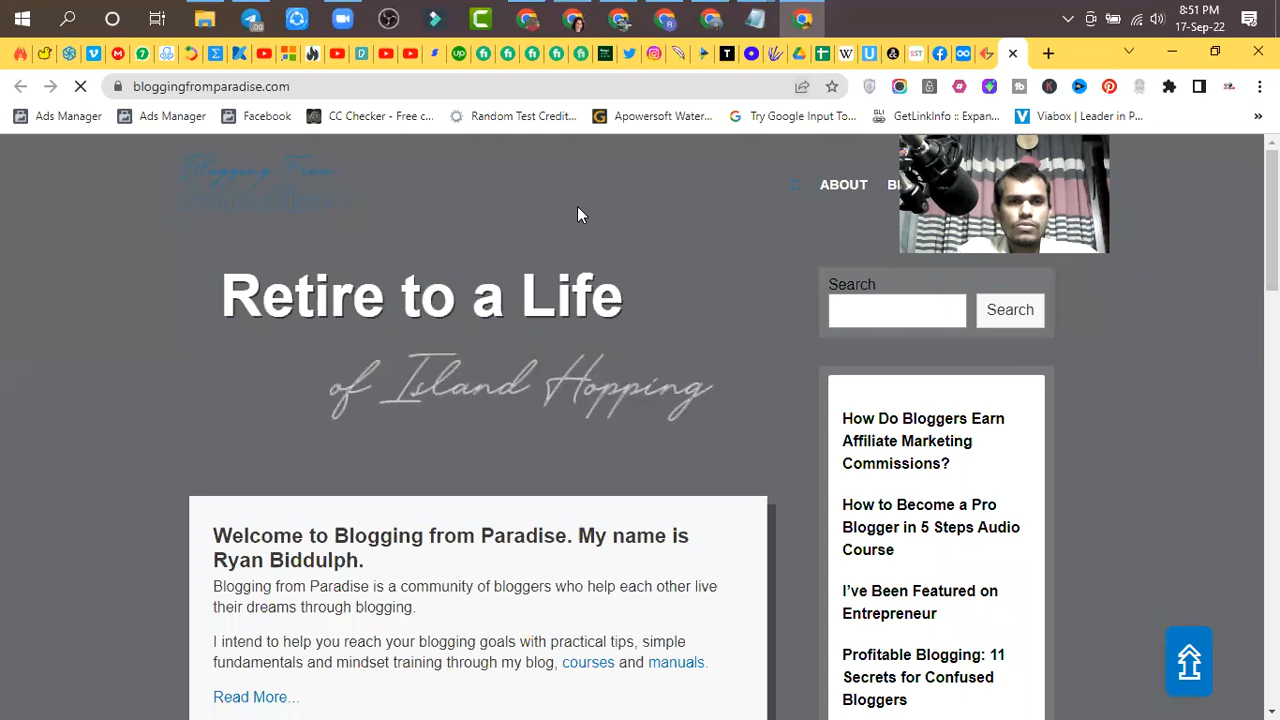 8:51 PM
17-Sep-22
bloggingfromparadise.com
Ads Manager
Ads Manager
Facebook
CC Checker - Free c...
Random Test Credit...
Apowersoft Water...
Try Google Input To...
GetLinkInfo :: Expan...
Viabox | Leader in P...
»
Blogging From
ABOUT
Retire to a Life
of Island Hopping
Search
Search
How Do Bloggers Earn
Affiliate Marketing
Commissions?
How to Become a Pro
Blogger in 5 Steps Audio
Course
I've Been Featured on
Entrepreneur
Profitable Blogging: 11
Secrets for Confused
Bloggers
Welcome to Blogging from Paradise. My name is
Ryan Biddulph.
Blogging from Paradise is a community of bloggers who help each other live
their dreams through blogging.
I intend to help you reach your blogging goals with practical tips, simple
fundamentals and mindset training through my blog, courses and manuals.
Read More...